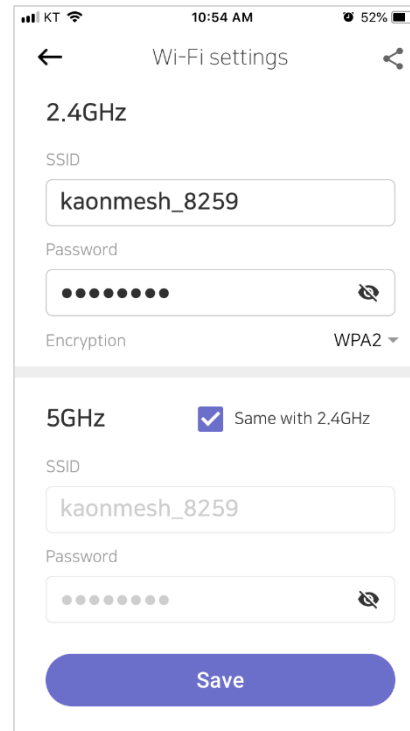 KT 10:54 AM 52%
Wi-Fi settings
2.4GHz
SSID
kaonmesh_8259
Password
●●●●●●●●
Encryption WPA2
5GHz Same with 2.4GHz
SSID
kaonmesh_8259
Password
●●●●●●●●
Save